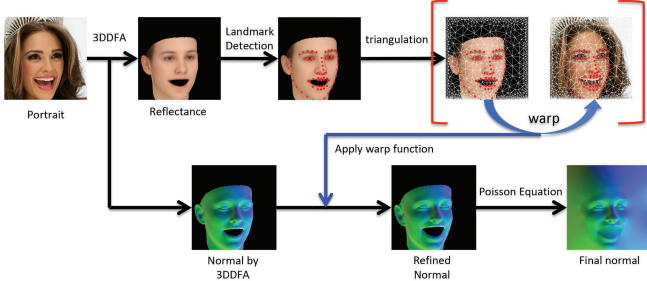 3DDFA
Landmark
Detection
triangulation
Portrait
Reflectance
warp
Apply warp function
Poisson Equation
Normal by
3DDFA
Refined
Normal
Final normal